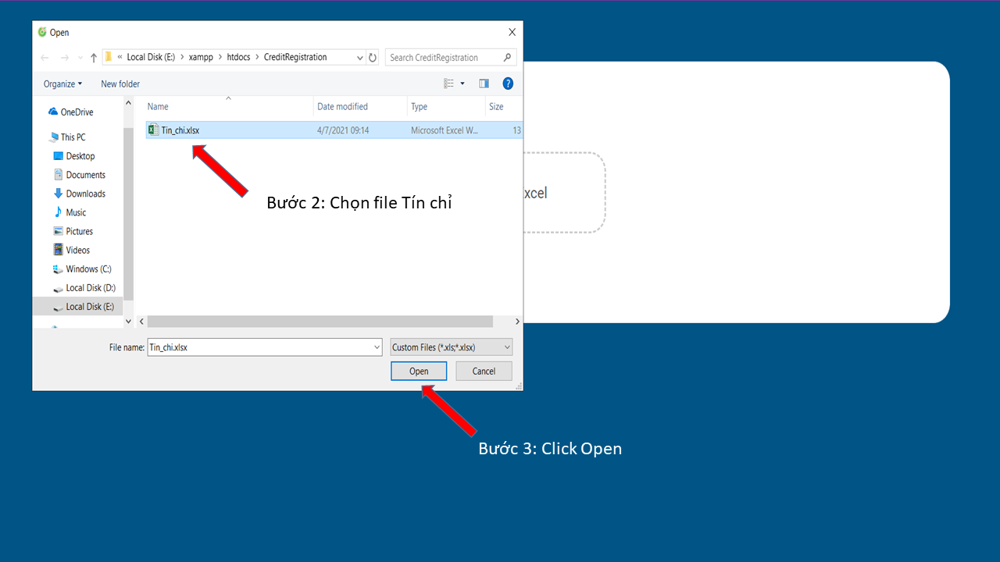 Open
« Local Disk (E:) > xampp > htdocs > CreditRegistration
Search CreditRegistration
Organize
New folder
Name
Date modified
Type
Size
OneDrive
This PC
Desktop
Documents
Downloads
Music
Pictures
Videos
Windows (C:)
Local Disk (D:)
Local Disk (E:)
Tin_chi.xlsx
4/7/2021 09:14
Microsoft Excel W...
13
Bước 2: Chọn file Tín chỉ
xcel
File name:
Tin_chi.xlsx
Custom Files (*.xls;*.xlsx)
Open
Cancel
Bước 3: Click Open